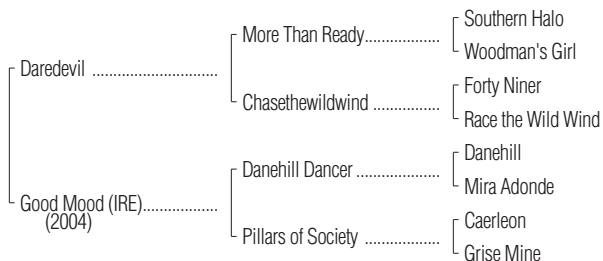 Southern Halo
More Than Ready..................
Woodman's Girl
Daredevil ..............................
Forty Niner
Chasethewildwind ................
Race the Wild Wind
Danehill
Danehill Dancer ....................
Mira Adonde
Good Mood (IRE)..................
(2004)
Caerleon
Pillars of Society ..................
Grise Mine